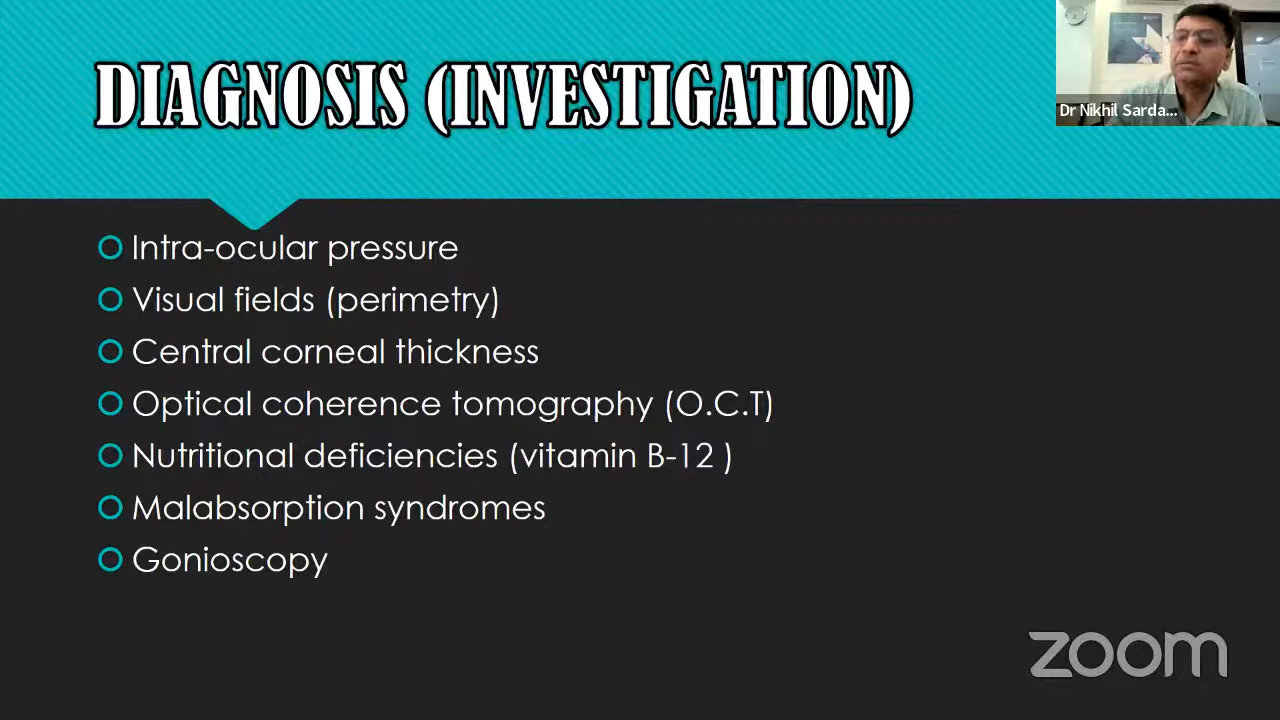 DIAGNOSIS (INVESTIGATION)
Dr Nikhil Sarda...
Intra-ocular pressure
Visual fields (perimetry)
Central corneal thickness
Optical coherence tomography (O.C.T)
Nutritional deficiencies (vitamin B-12 )
Malabsorption syndromes
Gonioscopy
zoom